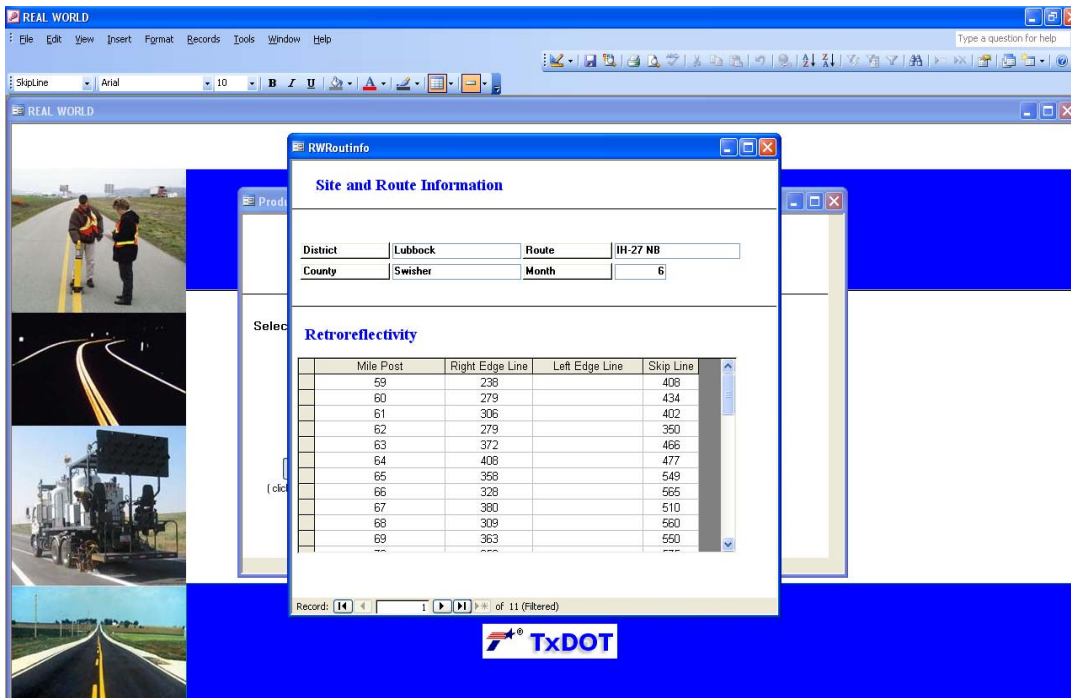 REAL WORLD
File Edit View Insert Format Records Tools Window Help
Type a question for help
SkipLine Arial 10 B I U
REAL WORLD
RWRoutinfo
Produ
Site and Route Information
District Lubbock Route IH-27 NB
County Swisher Month 6
Selec
Retroreflectivity
Mile Post Right Edge Line Left Edge Line Skip Line
59 238 408
60 279 434
61 306 402
62 279 350
63 372 466
64 408 477
65 358 549
66 328 565
67 380 510
68 309 560
69 363 550
( click
Record: 1 of 11 (Filtered)
TxDOT